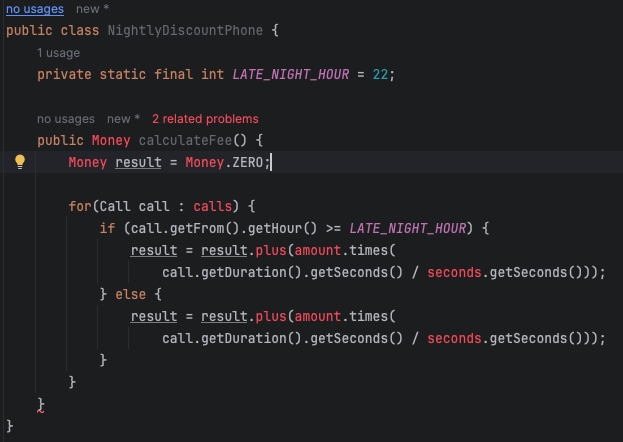 no usages   new *
public class NightlyDiscountPhone {
1 usage
private static final int LATE_NIGHT_HOUR = 22;
no usages   new *   2 related problems
public Money calculateFee() {
Money result = Money.ZERO;
for(Call call : calls) {
if (call.getFrom().getHour() >= LATE_NIGHT_HOUR) {
result = result.plus(amount.times(
call.getDuration().getSeconds() / seconds.getSeconds()));
} else {
result = result.plus(amount.times(
call.getDuration().getSeconds() / seconds.getSeconds()));
}
}
}
}